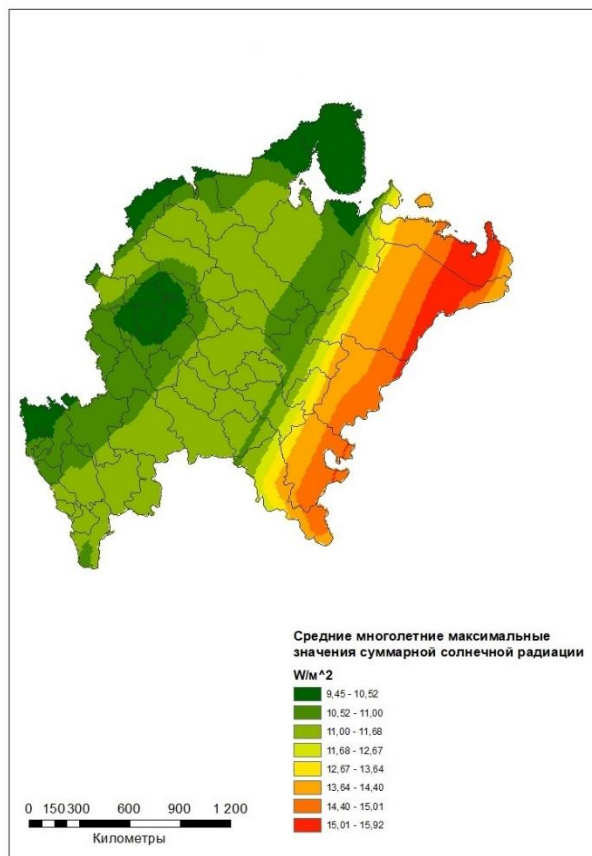 Средние многолетние максимальные
значения суммарной солнечной радиации
W/м^2
9,45 - 10,52
10,52 - 11,00
11,00 - 11,68
11,68 - 12,67
12,67 - 13,64
13,64 - 14,40
14,40 - 15,01
15,01 - 15,92
0 150 300 600 900 1 200
Километры